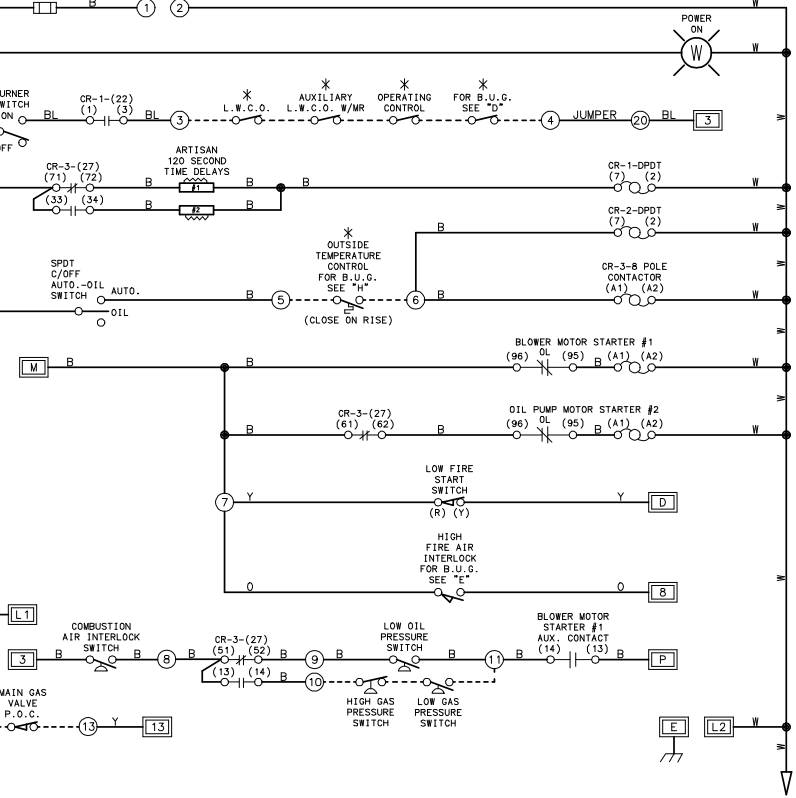 B
1
2
W
POWER
ON
W
W
URNER
WITCH
ON
OFF
BL
CR-1-(22)
(1) (3)
BL
3
L.W.C.O.
AUXILIARY
L.W.C.O. W/MR
OPERATING
CONTROL
FOR B.U.G.
SEE "D"
4
JUMPER
20
BL
3
W
CR-3-(27)
(71) (72)
(33) (34)
B
B
ARTISAN
120 SECOND
TIME DELAYS
#1
#2
B
B
B
CR-1-DPDT
(7) (2)
W
W
B
CR-2-DPDT
(7) (2)
W
W
SPDT
C/OFF
AUTO.-OIL
SWITCH
AUTO.
OIL
B
5
OUTSIDE
TEMPERATURE
CONTROL
FOR B.U.G.
SEE "H"
(CLOSE ON RISE)
6
B
CR-3-8 POLE
CONTACTOR
(A1) (A2)
W
W
M
B
B
BLOWER MOTOR STARTER #1
(96) OL (95) B (A1) (A2)
W
W
B
CR-3-(27)
(61) (62)
B
OIL PUMP MOTOR STARTER #2
(96) OL (95) B (A1) (A2)
W
7
Y
LOW FIRE
START
SWITCH
(R) (Y)
Y
D
O
HIGH
FIRE AIR
INTERLOCK
FOR B.U.G.
SEE "E"
O
8
W
L1
3
B
COMBUSTION
AIR INTERLOCK
SWITCH
B
8
B
CR-3-(27)
(51) (52)
(13) (14)
B
9
B
LOW OIL
PRESSURE
SWITCH
B
11
B
BLOWER MOTOR
STARTER #1
AUX. CONTACT
(14) (13)
B
P
B
10
HIGH GAS
PRESSURE
SWITCH
LOW GAS
PRESSURE
SWITCH
MAIN GAS
VALVE
P.O.C.
13
Y
13
E
L2
W
W